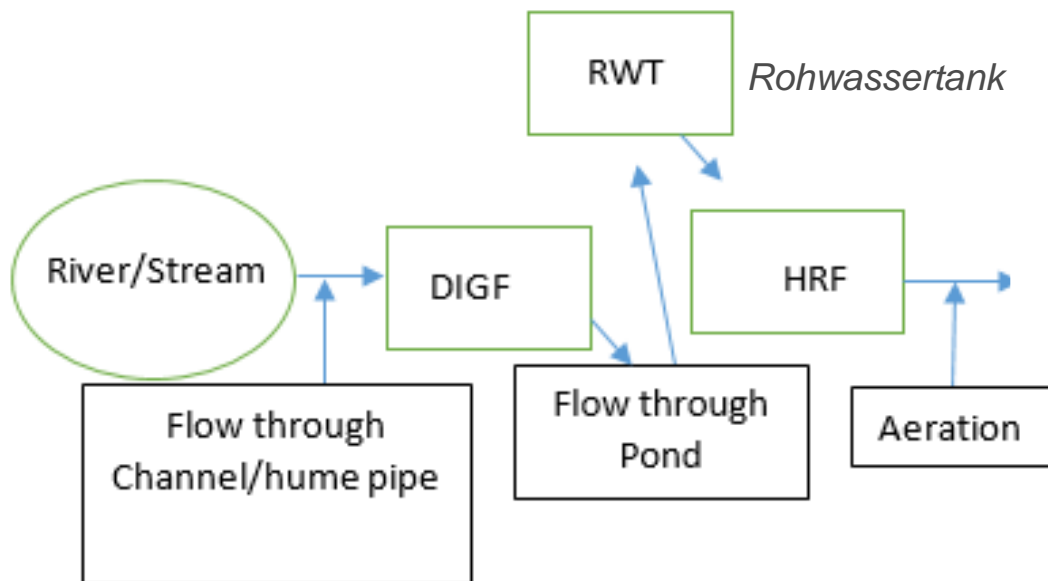 RWT
Rohwassertank
River/Stream
DIGF
HRF
Flow through
Channel/hume pipe
Flow through
Pond
Aeration